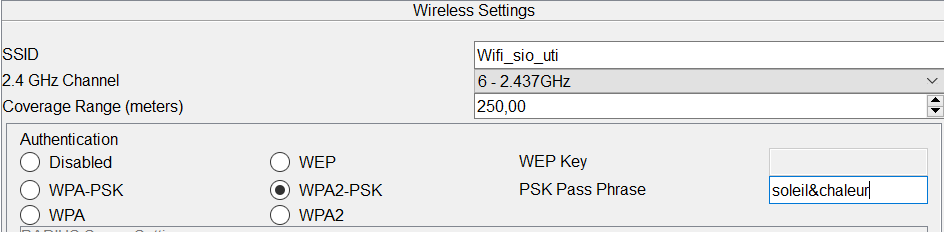 Wireless Settings
SSID Wifi_sio_uti
2.4 GHz Channel 6 - 2.437GHz
Coverage Range (meters) 250,00
Authentication
Disabled WEP WEP Key
WPA-PSK WPA2-PSK PSK Pass Phrase soleil&chaleur
WPA WPA2